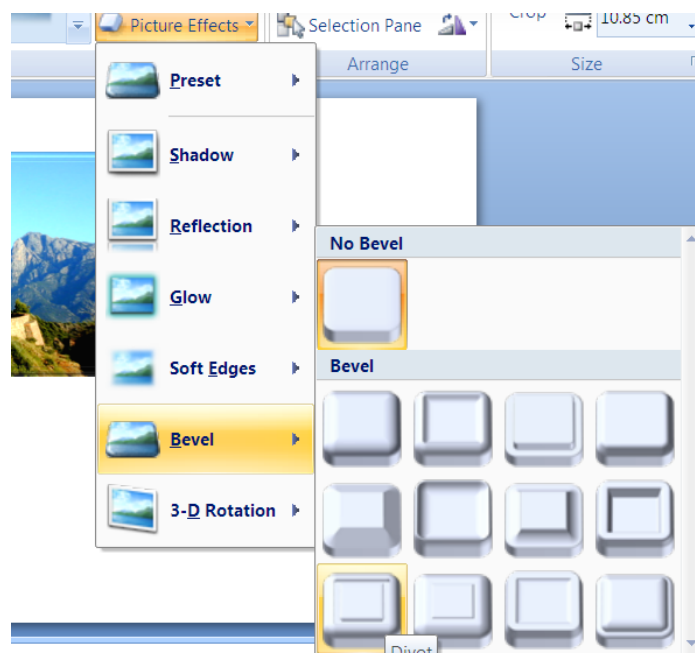 Picture Effects
Selection Pane
Crop
10.85 cm
Arrange
Size
Preset
Shadow
Reflection
Glow
Soft Edges
Bevel
3-D Rotation
No Bevel
Bevel
Divot